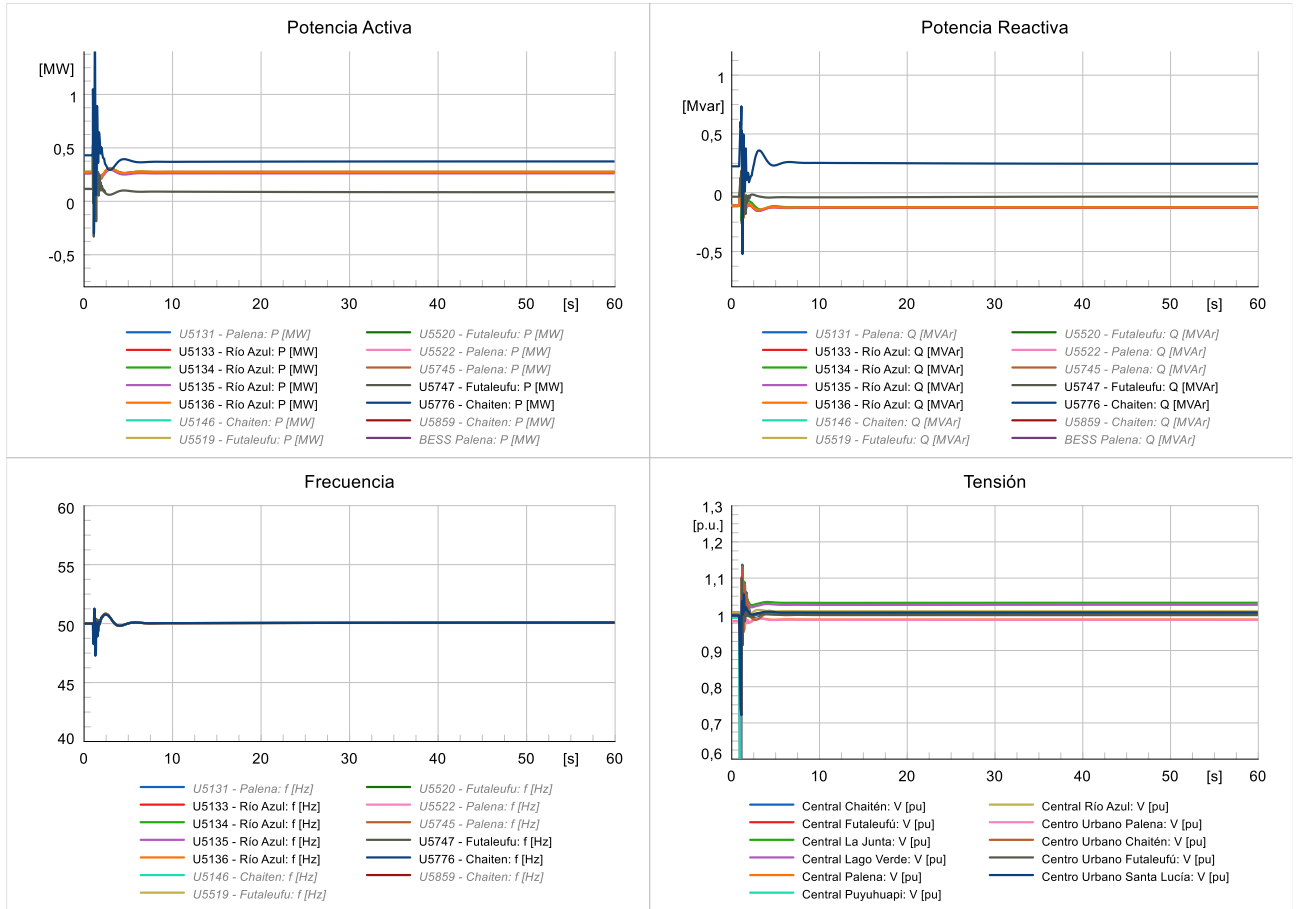 Potencia Activa
[MW]
1
0,5
0
-0,5
0 10 20 30 40 [s] 60
U5131 - Palena: P [MW]
U5133 - Río Azul: P [MW]
U5134 - Río Azul: P [MW]
U5135 - Río Azul: P [MW]
U5136 - Río Azul: P [MW]
U5146 - Chaiten: P [MW]
U5519 - Futaleufu: P [MW]
U5520 - Futaleufu: P [MW]
U5522 - Palena: P [MW]
U5745 - Palena: P [MW]
U5747 - Futaleufu: P [MW]
U5776 - Chaiten: P [MW]
U5859 - Chaiten: P [MW]
BESS Palena: P [MW]
Potencia Reactiva
1
[Mvar]
0,5
0
-0,5
0 10 20 30 40 50 [s] 60
U5131 - Palena: Q [MVAr]
U5133 - Río Azul: Q [MVAr]
U5134 - Río Azul: Q [MVAr]
U5135 - Río Azul: Q [MVAr]
U5136 - Río Azul: Q [MVAr]
U5146 - Chaiten: Q [MVAr]
U5519 - Futaleufu: Q [MVAr]
U5520 - Futaleufu: Q [MVAr]
U5522 - Palena: Q [MVAr]
U5745 - Palena: Q [MVAr]
U5747 - Futaleufu: Q [MVAr]
U5776 - Chaiten: Q [MVAr]
U5859 - Chaiten: Q [MVAr]
BESS Palena: Q [MVAr]
Frecuencia
60
55
50
45
40
0 10 20 30 40 [s] 60
U5131 - Palena: f [Hz]
U5133 - Río Azul: f [Hz]
U5134 - Río Azul: f [Hz]
U5135 - Río Azul: f [Hz]
U5136 - Río Azul: f [Hz]
U5146 - Chaiten: f [Hz]
U5519 - Futaleufu: f [Hz]
U5520 - Futaleufu: f [Hz]
U5522 - Palena: f [Hz]
U5745 - Palena: f [Hz]
U5747 - Futaleufu: f [Hz]
U5776 - Chaiten: f [Hz]
U5859 - Chaiten: f [Hz]
Tensión
1,3
[p.u.]
1,2
1,1
1
0,9
0,8
0,7
0,6
0 10 20 30 40 50 [s] 60
Central Chaitén: V [pu]
Central Futaleufú: V [pu]
Central La Junta: V [pu]
Central Lago Verde: V [pu]
Central Palena: V [pu]
Central Puyuhuapi: V [pu]
Central Río Azul: V [pu]
Centro Urbano Palena: V [pu]
Centro Urbano Chaitén: V [pu]
Centro Urbano Futaleufú: V [pu]
Centro Urbano Santa Lucía: V [pu]